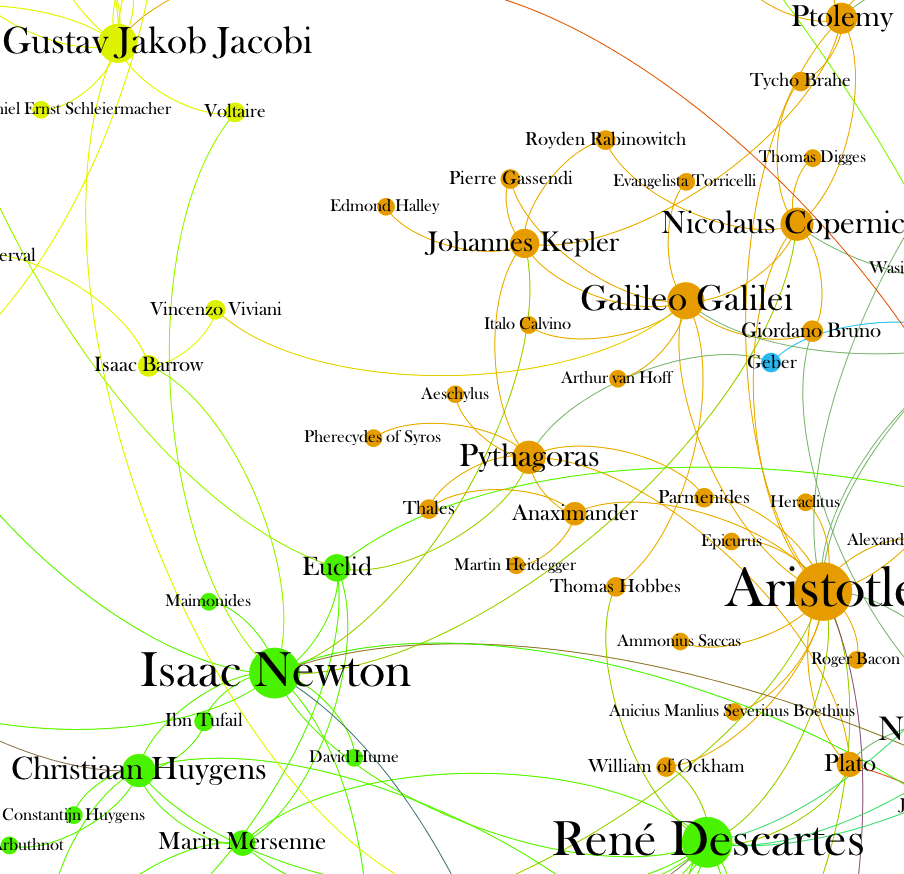 Ptolemy
Gustav Jakob Jacobi
Tycho Brahe
niel Ernst Schleiermacher
Voltaire
Royden Rabinowitch
Thomas Digges
Pierre Gassendi
Evangelista Torricelli
Edmond Halley
Nicolaus Copernic
Johannes Kepler
erval
Wasi
Galileo Galilei
Vincenzo Viviani
Italo Calvino
Giordano Bruno
Isaac Barrow
Geber
Arthur van Hoff
Aeschylus
Pherecydes of Syros
Pythagoras
Parmenides
Heraclitus
Thales
Anaximander
Epicurus
Alexand
Euclid
Martin Heidegger
Thomas Hobbes
Aristotle
Maimonides
Ammonius Saccas
Roger Bacon
Isaac Newton
Anicius Manlius Severinus Boethius
Ibn Tufail
N
David Hume
Christiaan Huygens
William of Ockham
Plato
Constantijn Huygens
J
Marin Mersenne
René Descartes
Arbuthnot